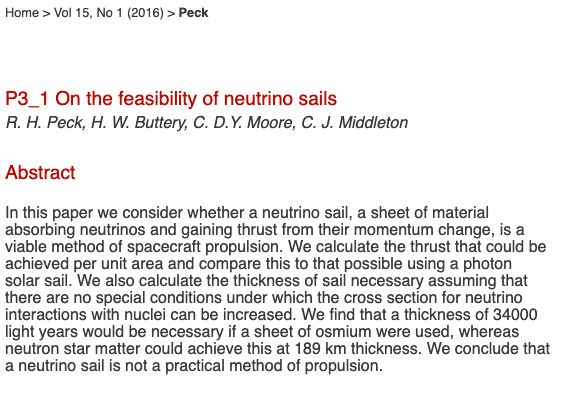 Home > Vol 15, No 1 (2016) > Peck
P3_1 On the feasibility of neutrino sails
R. H. Peck, H. W. Buttery, C. D.Y. Moore, C. J. Middleton
Abstract
In this paper we consider whether a neutrino sail, a sheet of material
absorbing neutrinos and gaining thrust from their momentum change, is a
viable method of spacecraft propulsion. We calculate the thrust that could be
achieved per unit area and compare this to that possible using a photon
solar sail. We also calculate the thickness of sail necessary assuming that
there are no special conditions under which the cross section for neutrino
interactions with nuclei can be increased. We find that a thickness of 34000
light years would be necessary if a sheet of osmium were used, whereas
neutron star matter could achieve this at 189 km thickness. We conclude that
a neutrino sail is not a practical method of propulsion.